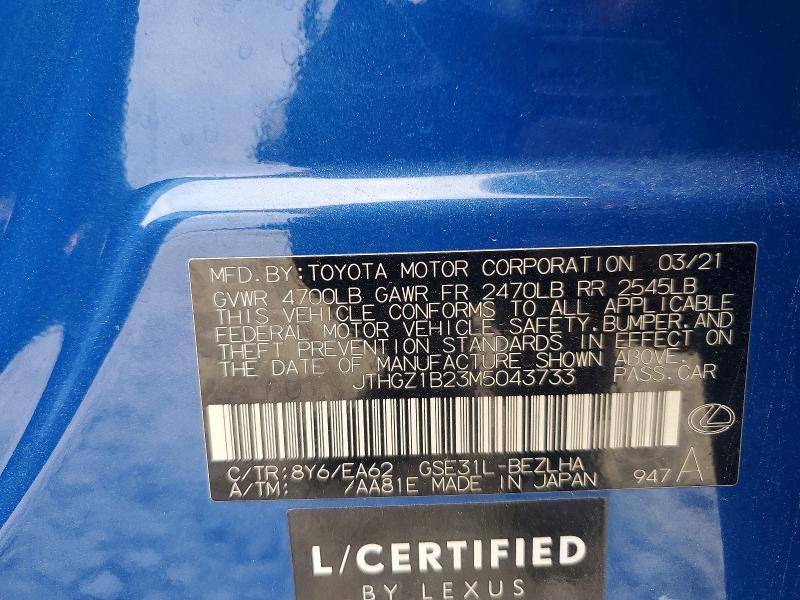 MFD. BY: TOYOTA MOTOR CORPORATION 03/21
GVWR 4700LB GAWR FR 2470LB RR 2545LB
THIS VEHICLE CONFORMS TO ALL APPLICABLE
FEDERAL MOTOR VEHICLE SAFETY, BUMPER, AND
THEFT PREVENTION STANDARDS IN EFFECT ON
THE DATE OF MANUFACTURE SHOWN ABOVE.
JTHGZ1B23M5043733 PASS. CAR
C/TR: 8Y6/EA62 GSE31L-BEZLHA
A/TM: /AA81E MADE IN JAPAN 947 A
L/CERTIFIED
BY LEXUS